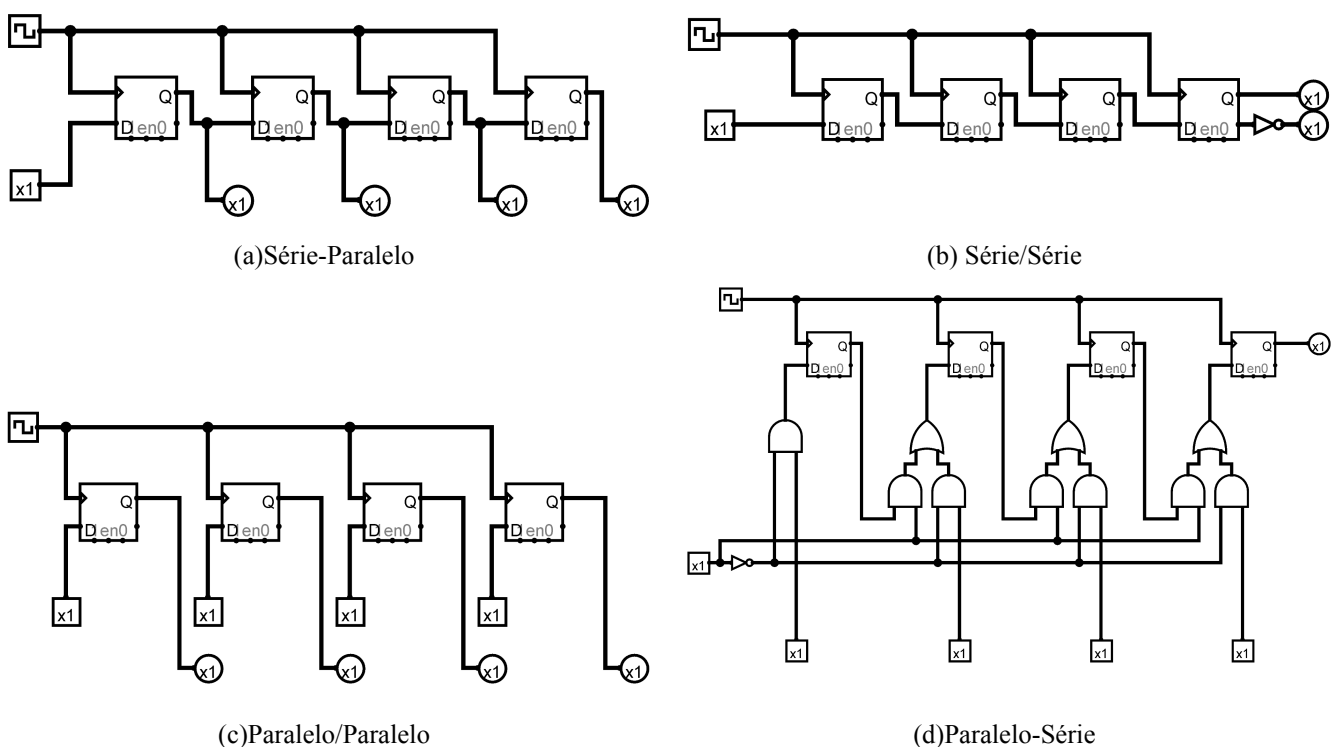 Q Q Q Q
D en0 D en0 D en0 D en0
x1
x1 x1 x1 x1
(a)Série-Paralelo
Q Q Q Q x1
x1 D en0 D en0 D en0 D en0 x1
(b) Série/Série
Q Q Q Q
D en0 D en0 D en0 D en0
x1 x1 x1 x1
x1 x1 x1 x1
(c)Paralelo/Paralelo
Q Q Q Q x1
D en0 D en0 D en0 D en0
x1
x1 x1 x1 x1
(d)Paralelo-Série